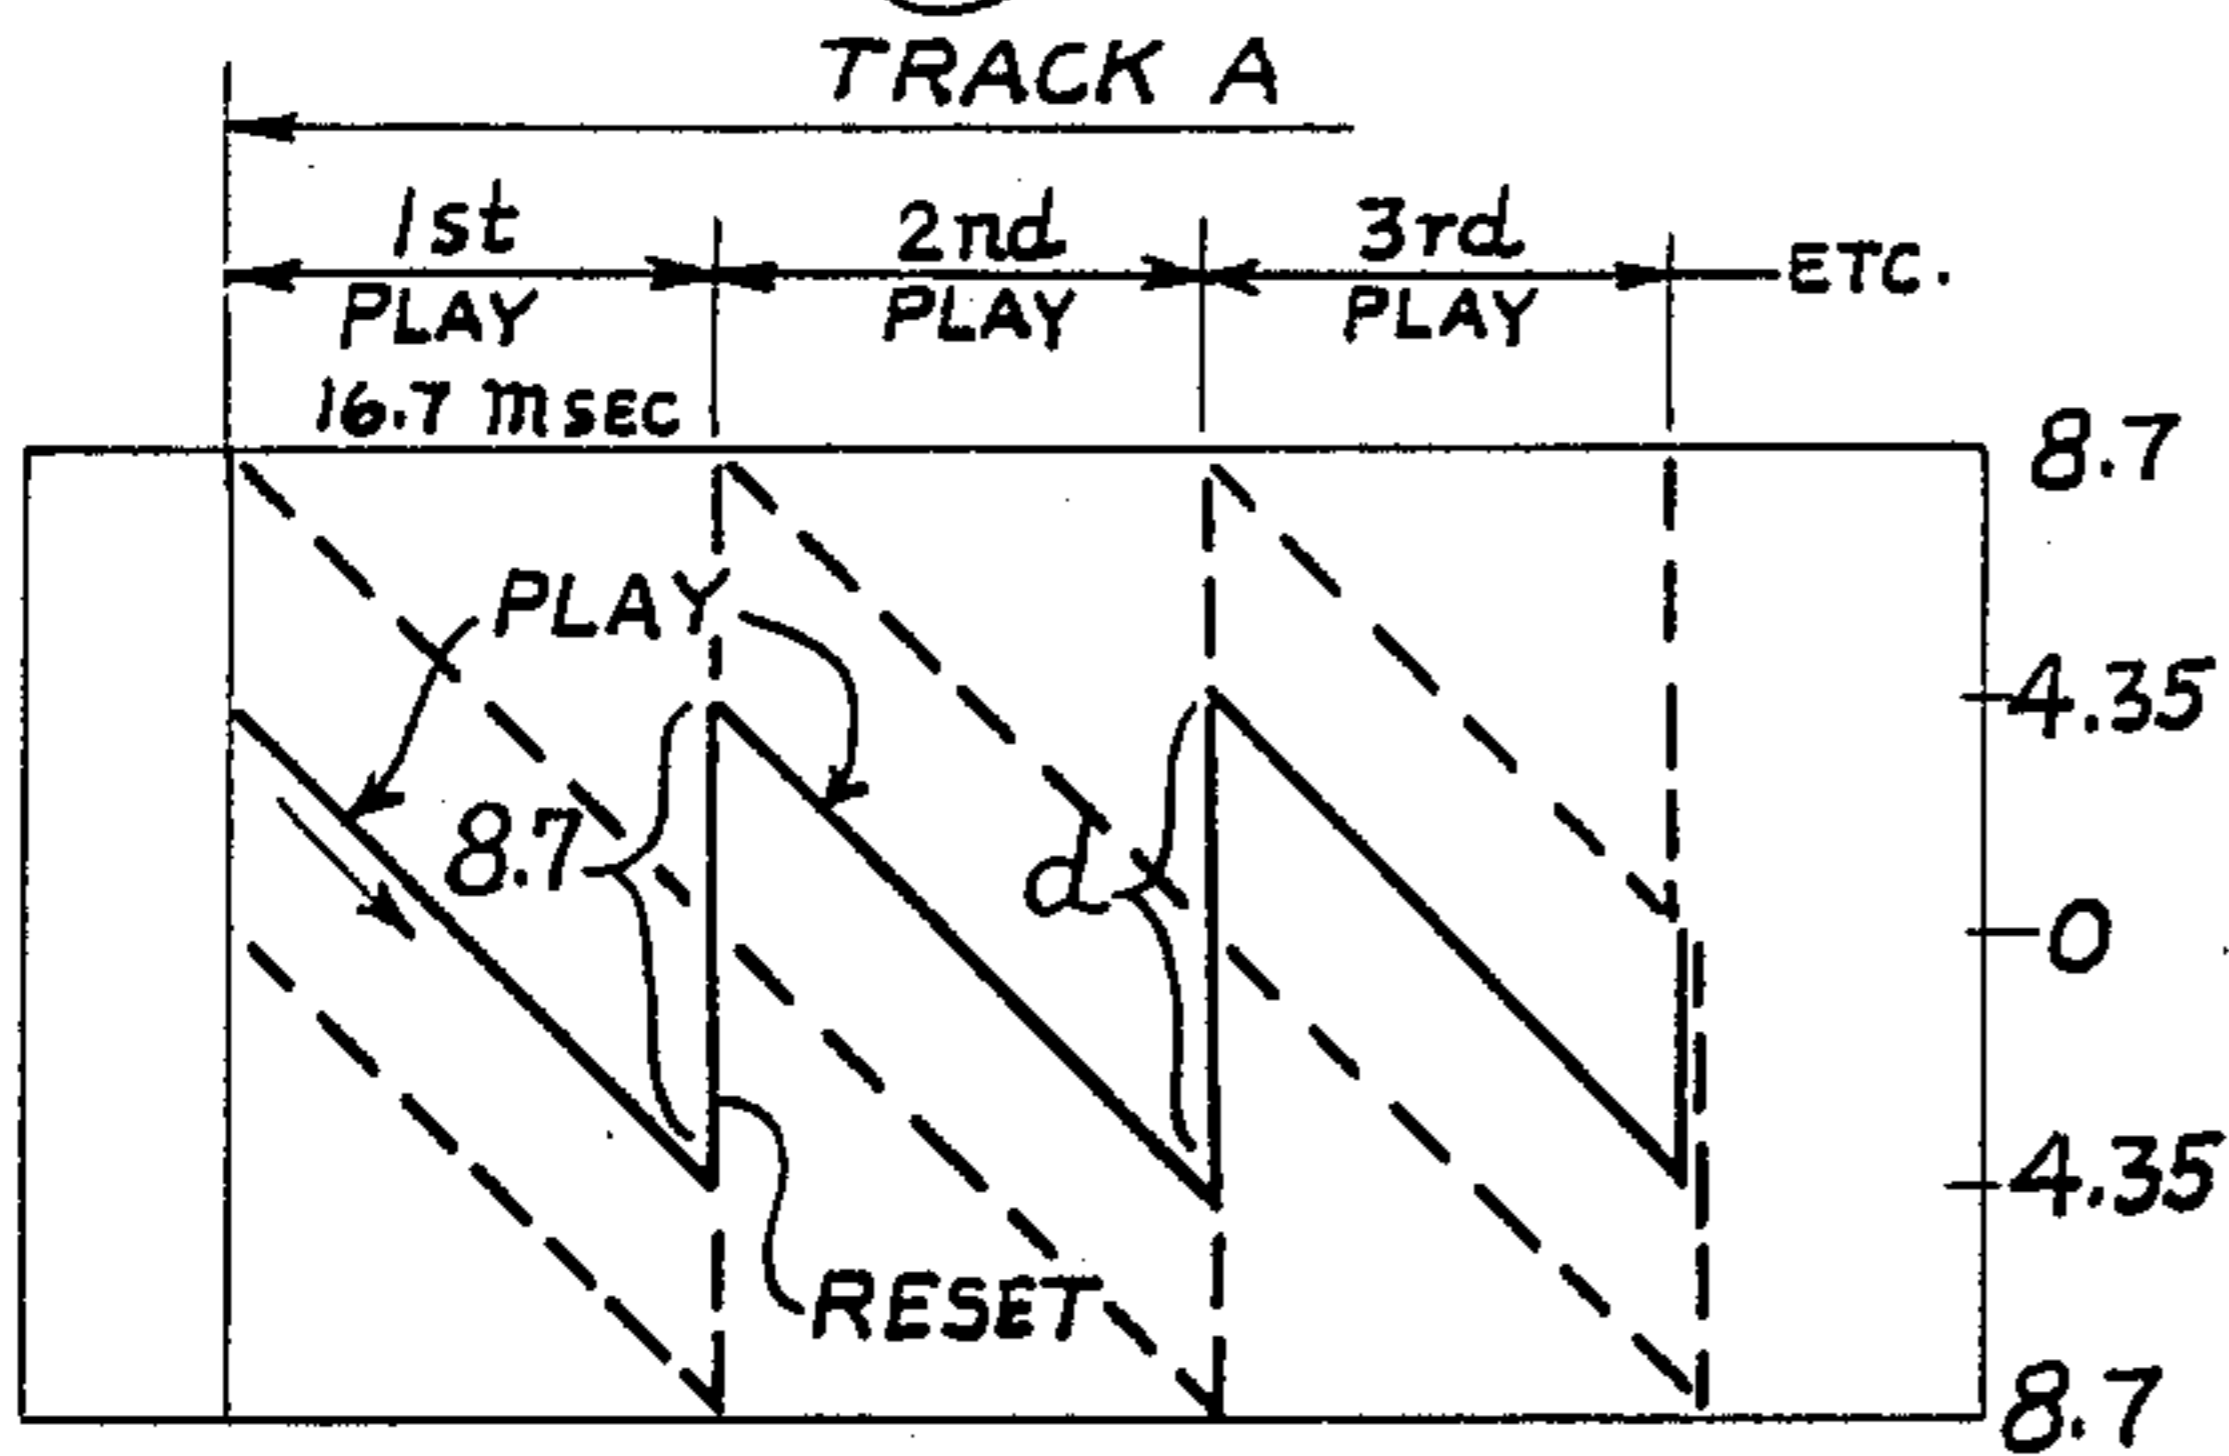 TRACK A
1st PLAY
2nd PLAY
3rd PLAY
ETC.
16.7 MSEC
8.7
PLAY
4.35
8.7
d
0
4.35
RESET
8.7